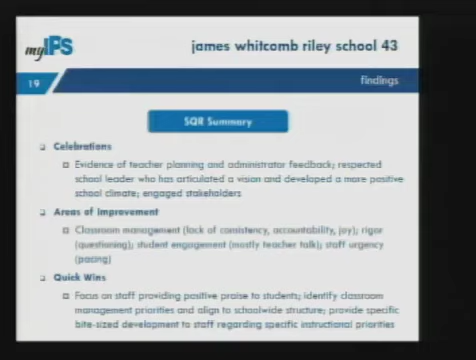 myIPS
james whitcomb riley school 43
19
findings
SQR Summary
Celebrations
Evidence of teacher planning and administrator feedback; respected
school leader who has articulated a vision and developed a more positive
school climate; engaged stakeholders
Areas of Improvement
Classroom management (lack of consistency, accountability, joy); rigor
(questioning); student engagement (mostly teacher talk); staff urgency
(pacing)
Quick Wins
Focus on staff providing positive praise to students; identify classroom
management priorities and align to schoolwide structure; provide specific
bite-sized development to staff regarding specific instructional priorities